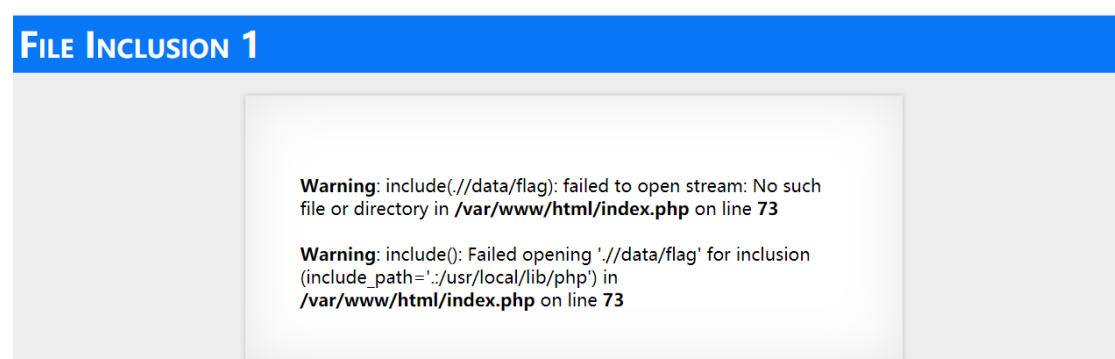 FILE INCLUSION 1
Warning: include(.//data/flag): failed to open stream: No such
file or directory in /var/www/html/index.php on line 73
Warning: include(): Failed opening './/data/flag' for inclusion
(include_path='.:/usr/local/lib/php') in
/var/www/html/index.php on line 73